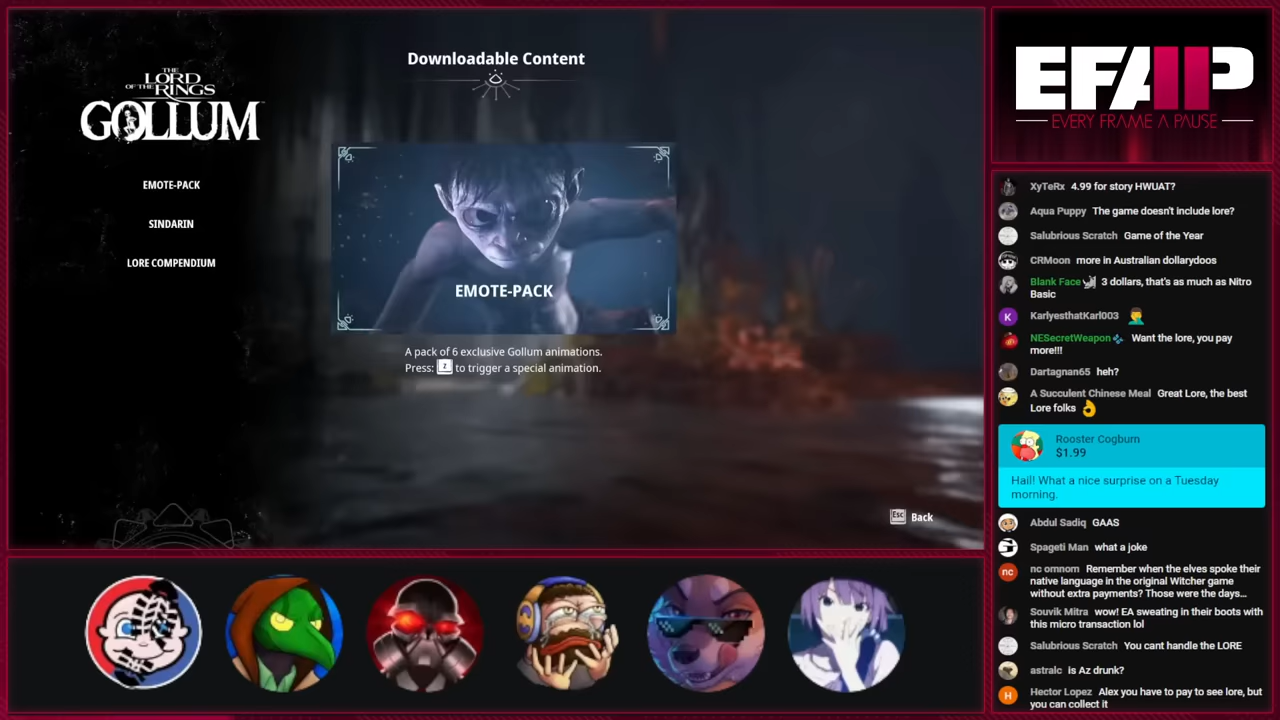 THE
LORD
OF THE RINGS
GOLLUM
EMOTE-PACK
SINDARIN
LORE COMPENDIUM
Downloadable Content
EMOTE-PACK
A pack of 6 exclusive Gollum animations.
Press: Z to trigger a special animation.
Esc Back
EFAP
EVERY FRAME A PAUSE
XyTeRx 4.99 for story HWUAT?
Aqua Puppy The game doesn't include lore?
Salubrious Scratch Game of the Year
CRMoon more in Australian dollarydoos
Blank Face 3 dollars, that's as much as Nitro
Basic
K KarlyesthatKarl003
NESecretWeapon Want the lore, you pay
more!!!
Dartagnan65 heh?
A Succulent Chinese Meal Great Lore, the best
Lore folks
Rooster Cogburn
$1.99
Hail! What a nice surprise on a Tuesday
morning.
Abdul Sadiq GAAS
Spageti Man what a joke
nc nc omnom Remember when the elves spoke their
native language in the original Witcher game
without extra payments? Those were the days...
Souvik Mitra wow! EA sweating in their boots with
this micro transaction lol
Salubrious Scratch You cant handle the LORE
astralc is Az drunk?
H Hector Lopez Alex you have to pay to see lore, but
you can collect it